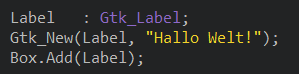 Label   : Gtk_Label;
Gtk_New(Label, "Hallo Welt!");
Box.Add(Label);